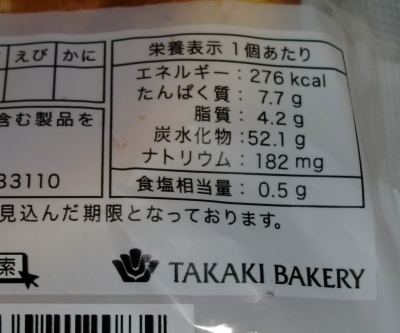 えび かに
栄養表示 1個あたり
エネルギー: 276 kcal
たんぱく質: 7.7 g
脂質: 4.2 g
炭水化物:52.1 g
ナトリウム: 182 mg
食塩相当量: 0.5 g
含む製品を
33110
見込んだ期限となっております。
索
TAKAKI BAKERY